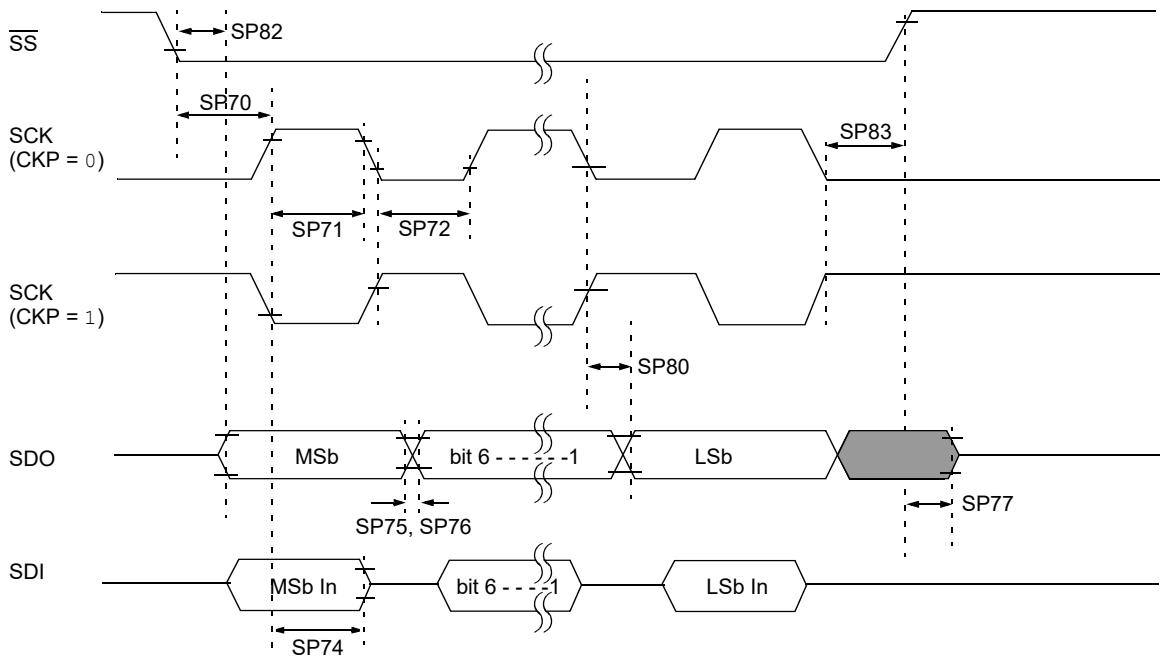 SS
SP82
SP70
SCK
(CKP = 0)
SP83
SP71
SP72
SCK
(CKP = 1)
SP80
SDO
MSb
bit 6 - - - - - - -1
LSb
SP77
SP75, SP76
SDI
MSb In
bit 6 - - - - -1
LSb In
SP74